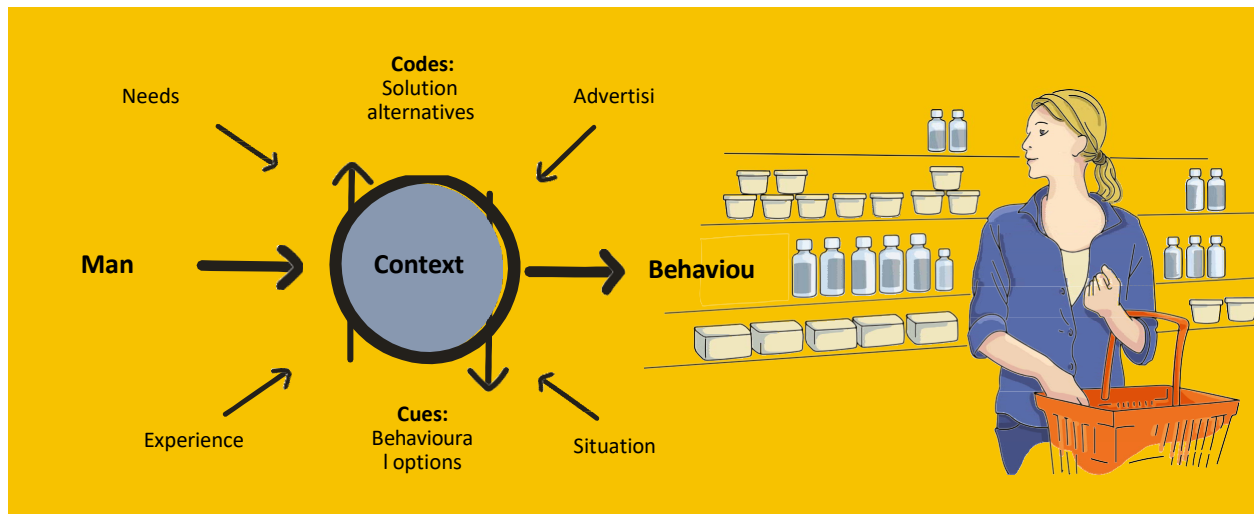 Codes:
Solution
alternatives
Needs
Advertisi
Man
Context
Behaviou
Experience
Cues:
Behavioura
l options
Situation